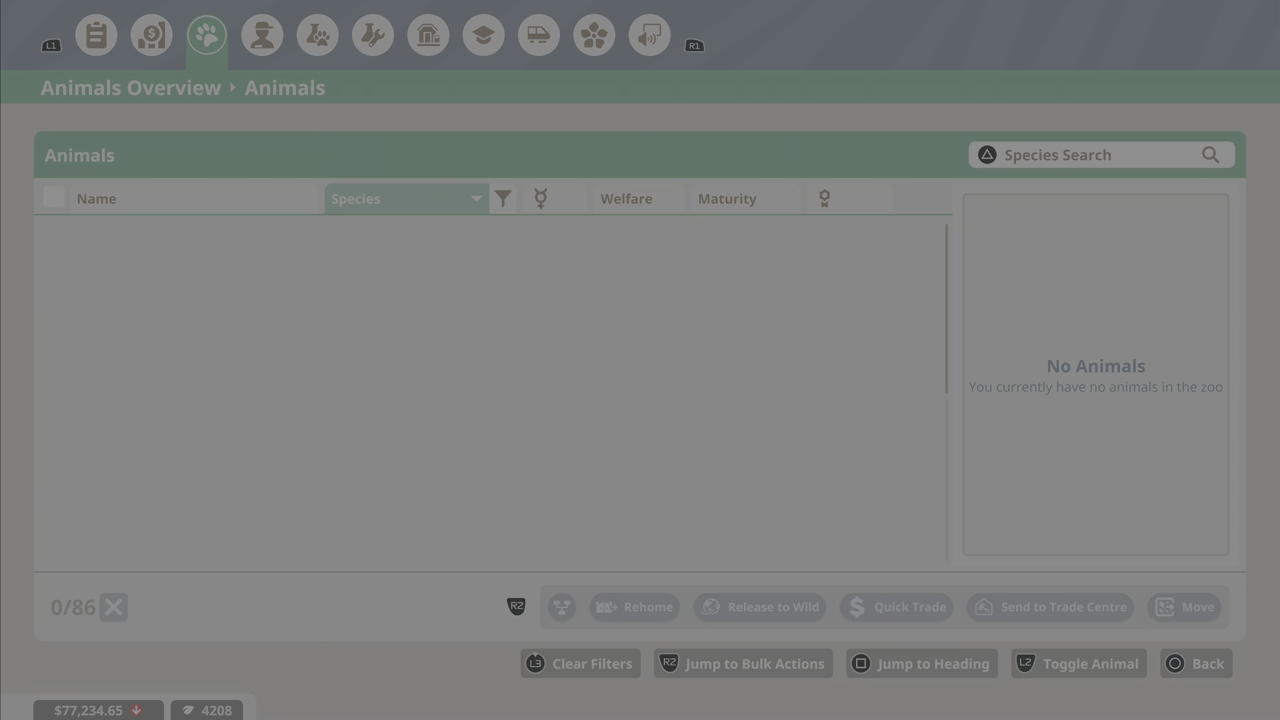 L1
R1
Animals Overview Animals
Animals
Species Search
Name
Species
Welfare
Maturity
No Animals
You currently have no animals in the zoo
0/86
R2
Rehome
Release to Wild
Quick Trade
Send to Trade Centre
Move
L3 Clear Filters
R2 Jump to Bulk Actions
Jump to Heading
L2 Toggle Animal
Back
$77,234.65
4208